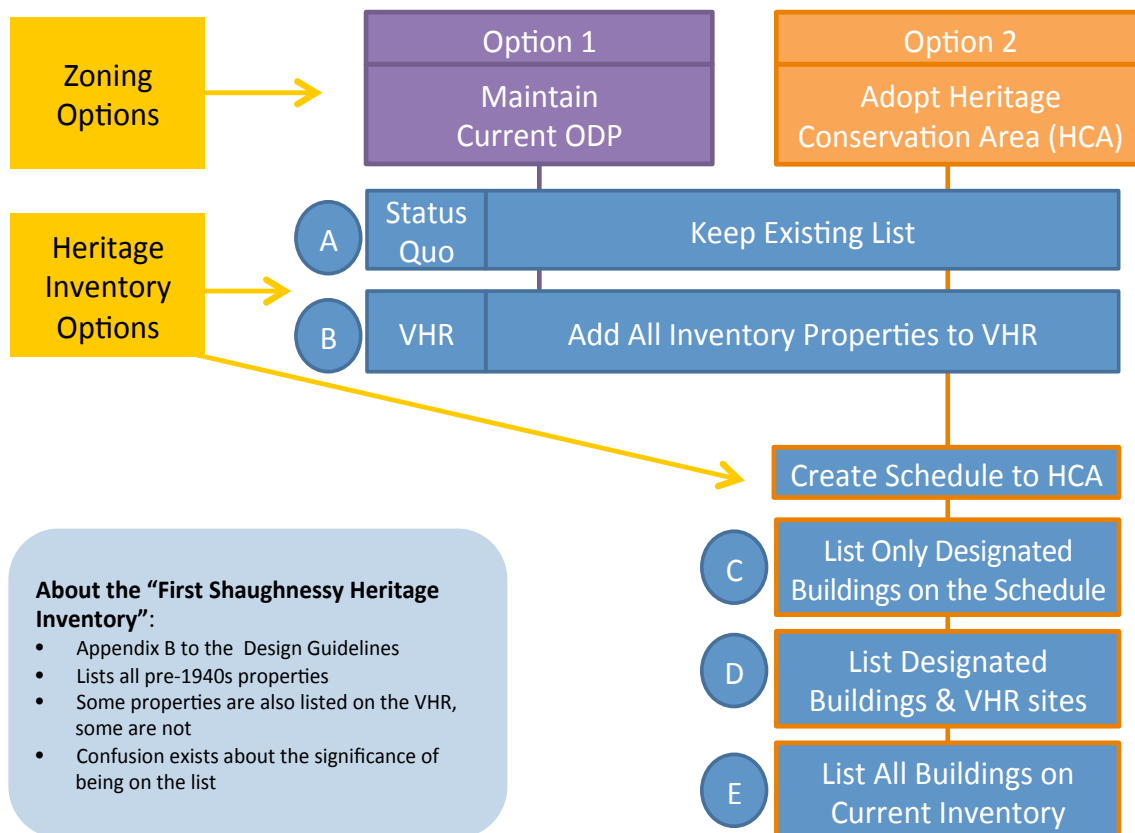 Zoning
Options
Option 1
Maintain
Current ODP
Option 2
Adopt Heritage
Conservation Area (HCA)
Heritage
Inventory
Options
A
Status
Quo
Keep Existing List
B
VHR
Add All Inventory Properties to VHR
Create Schedule to HCA
C
List Only Designated
Buildings on the Schedule
D
List Designated
Buildings & VHR sites
E
List All Buildings on
Current Inventory
About the “First Shaughnessy Heritage
Inventory”:
• Appendix B to the Design Guidelines
• Lists all pre-1940s properties
• Some properties are also listed on the VHR,
some are not
• Confusion exists about the significance of
being on the list